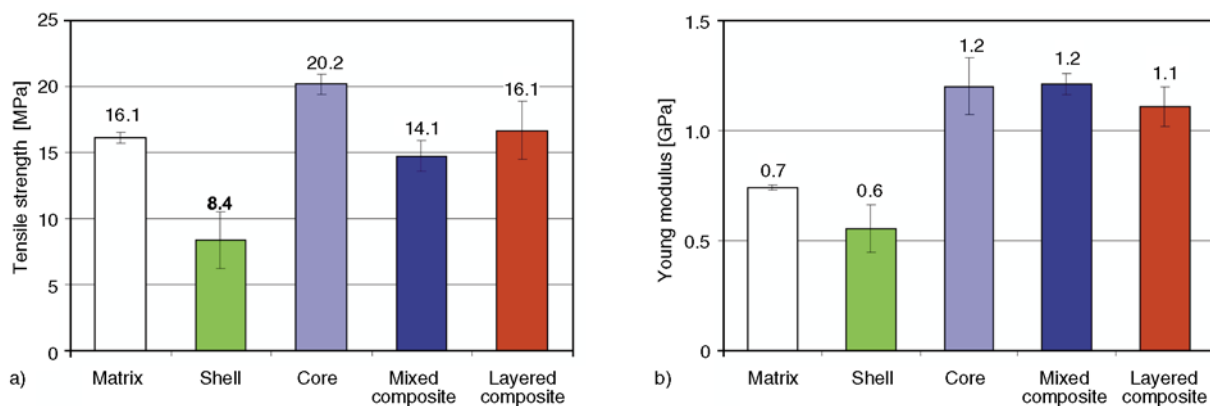 25
20
15
10
5
0
Tensile strength [MPa]
16.1
8.4
20.2
14.1
16.1
Matrix
Shell
Core
Mixed
composite
Layered
composite
a)
1.5
1.0
0.5
0
Young modulus [GPa]
0.7
0.6
1.2
1.2
1.1
Matrix
Shell
Core
Mixed
composite
Layered
composite
b)